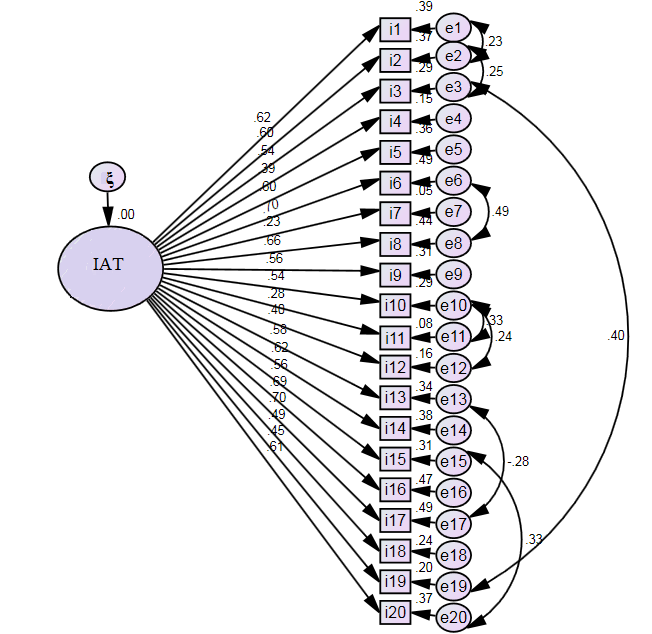 .39
i1 e1
.37 .23
i2 e2
.29 .25
i3 e3
.15
i4 e4
.62 .36
.60 i5 e5
.54 .49
.39 i6 e6
.60 .05
ξ .70 i7 e7 .49
.00 .23 .44
.66 i8 e8
IAT .56 .31
.54 i9 e9
.28 .29
.40 i10 e10
.58 .33
.62 .08 .24 .40
.56 i11 e11
.69 .16
.70 i12 e12
.49 .34
.45 i13 e13
.61 .38
i14 e14
.31 -.28
i15 e15
.47
i16 e16
.49
i17 e17
.24 .33
i18 e18
.20
i19 e19
.37
i20 e20